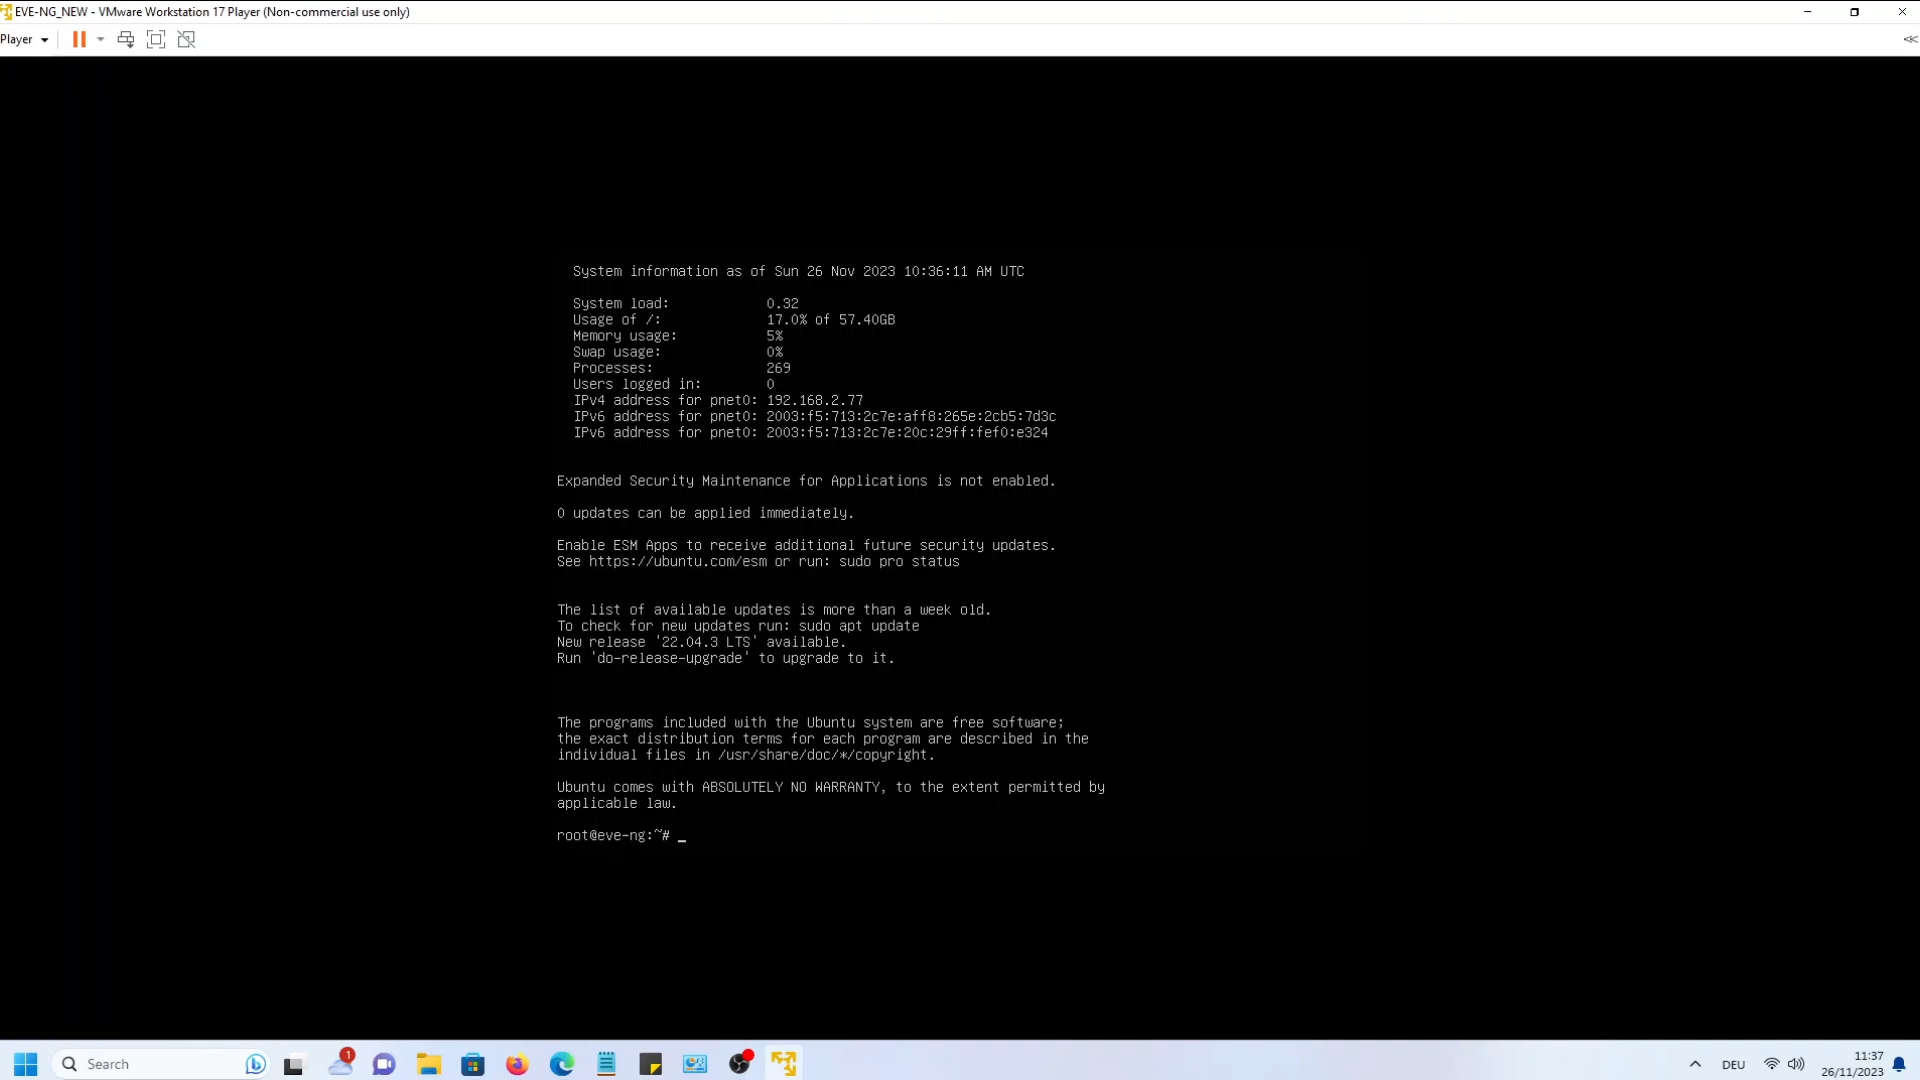 EVE-NG_NEW - VMware Workstation 17 Player (Non-commercial use only)
Player
System information as of Sun 26 Nov 2023 10:36:11 AM UTC
System load: 0.32
Usage of /: 17.0% of 57.40GB
Memory usage: 5%
Swap usage: 0%
Processes: 269
Users logged in: 0
IPv4 address for pnet0: 192.168.2.77
IPv6 address for pnet0: 2003:f5:713:2c7e:aff8:265e:2cb5:7d3c
IPv6 address for pnet0: 2003:f5:713:2c7e:20c:29ff:fef0:e324
Expanded Security Maintenance for Applications is not enabled.
0 updates can be applied immediately.
Enable ESM Apps to receive additional future security updates.
See https://ubuntu.com/esm or run: sudo pro status
The list of available updates is more than a week old.
To check for new updates run: sudo apt update
New release '22.04.3 LTS' available.
Run 'do-release-upgrade' to upgrade to it.
The programs included with the Ubuntu system are free software;
the exact distribution terms for each program are described in the
individual files in /usr/share/doc/*/copyright.
Ubuntu comes with ABSOLUTELY NO WARRANTY, to the extent permitted by
applicable law.
root@eve-ng:~# _
Search
1
DEU
11:37
26/11/2023